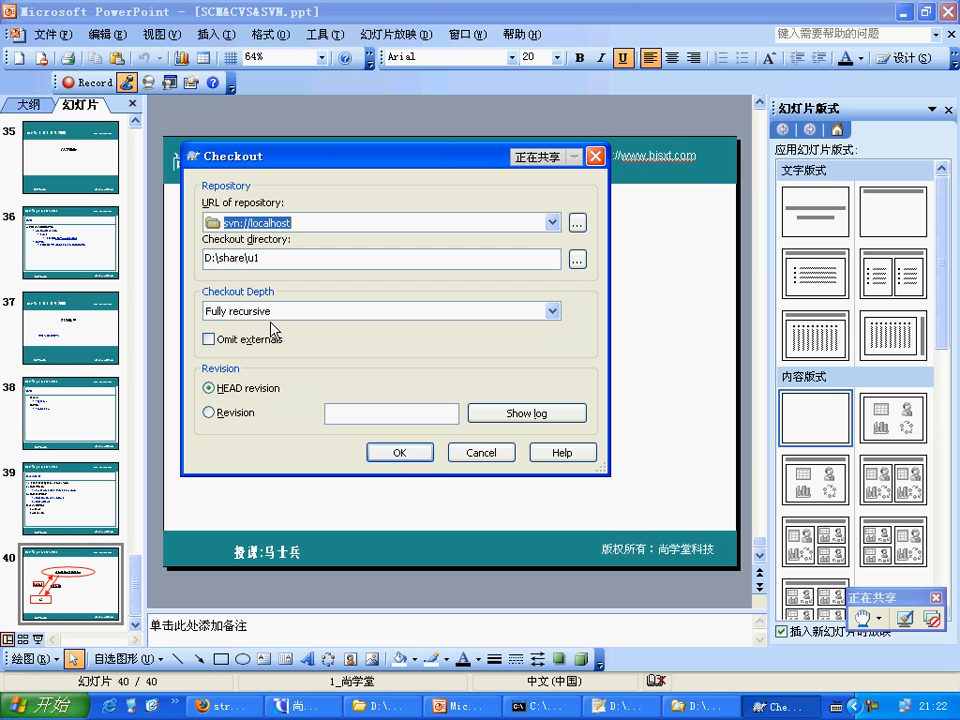 Microsoft PowerPoint - [SCM&CVS&SVN.ppt]
文件(F) 编辑(E) 视图(V) 插入(I) 格式(O) 工具(T) 幻灯片放映(D) 窗口(W) 帮助(H) 键入需要帮助的问题
64% Arial 20 B I U A A 设计(S)
Record
大纲 幻灯片 幻灯片版式
应用幻灯片版式:
文字版式
内容版式
35
36
37
38
39
40
://www.bjsxt.com
Checkout 正在共享
Repository
URL of repository:
svn://localhost
Checkout directory:
D:\share\u1
Checkout Depth
Fully recursive
Omit externals
Revision
HEAD revision
Revision Show log
OK Cancel Help
授课:马士兵 版权所有：尚学堂科技
正在共享
单击此处添加备注 插入新幻灯片时放映
绘图(R) 自选图形(U)
幻灯片 40 / 40 1_尚学堂 中文(中国)
开始 str... 尚... D:\... Mic... C:\... D:\... D:\... Che... 21:22